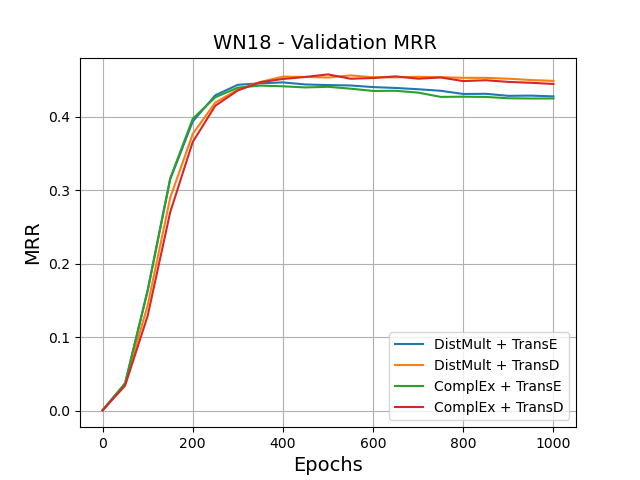 WN18 - Validation MRR
MRR
0.4
0.3
0.2
0.1
0.0
DistMult + TransE
DistMult + TransD
ComplEx + TransE
ComplEx + TransD
0 200 400 600 800 1000
Epochs